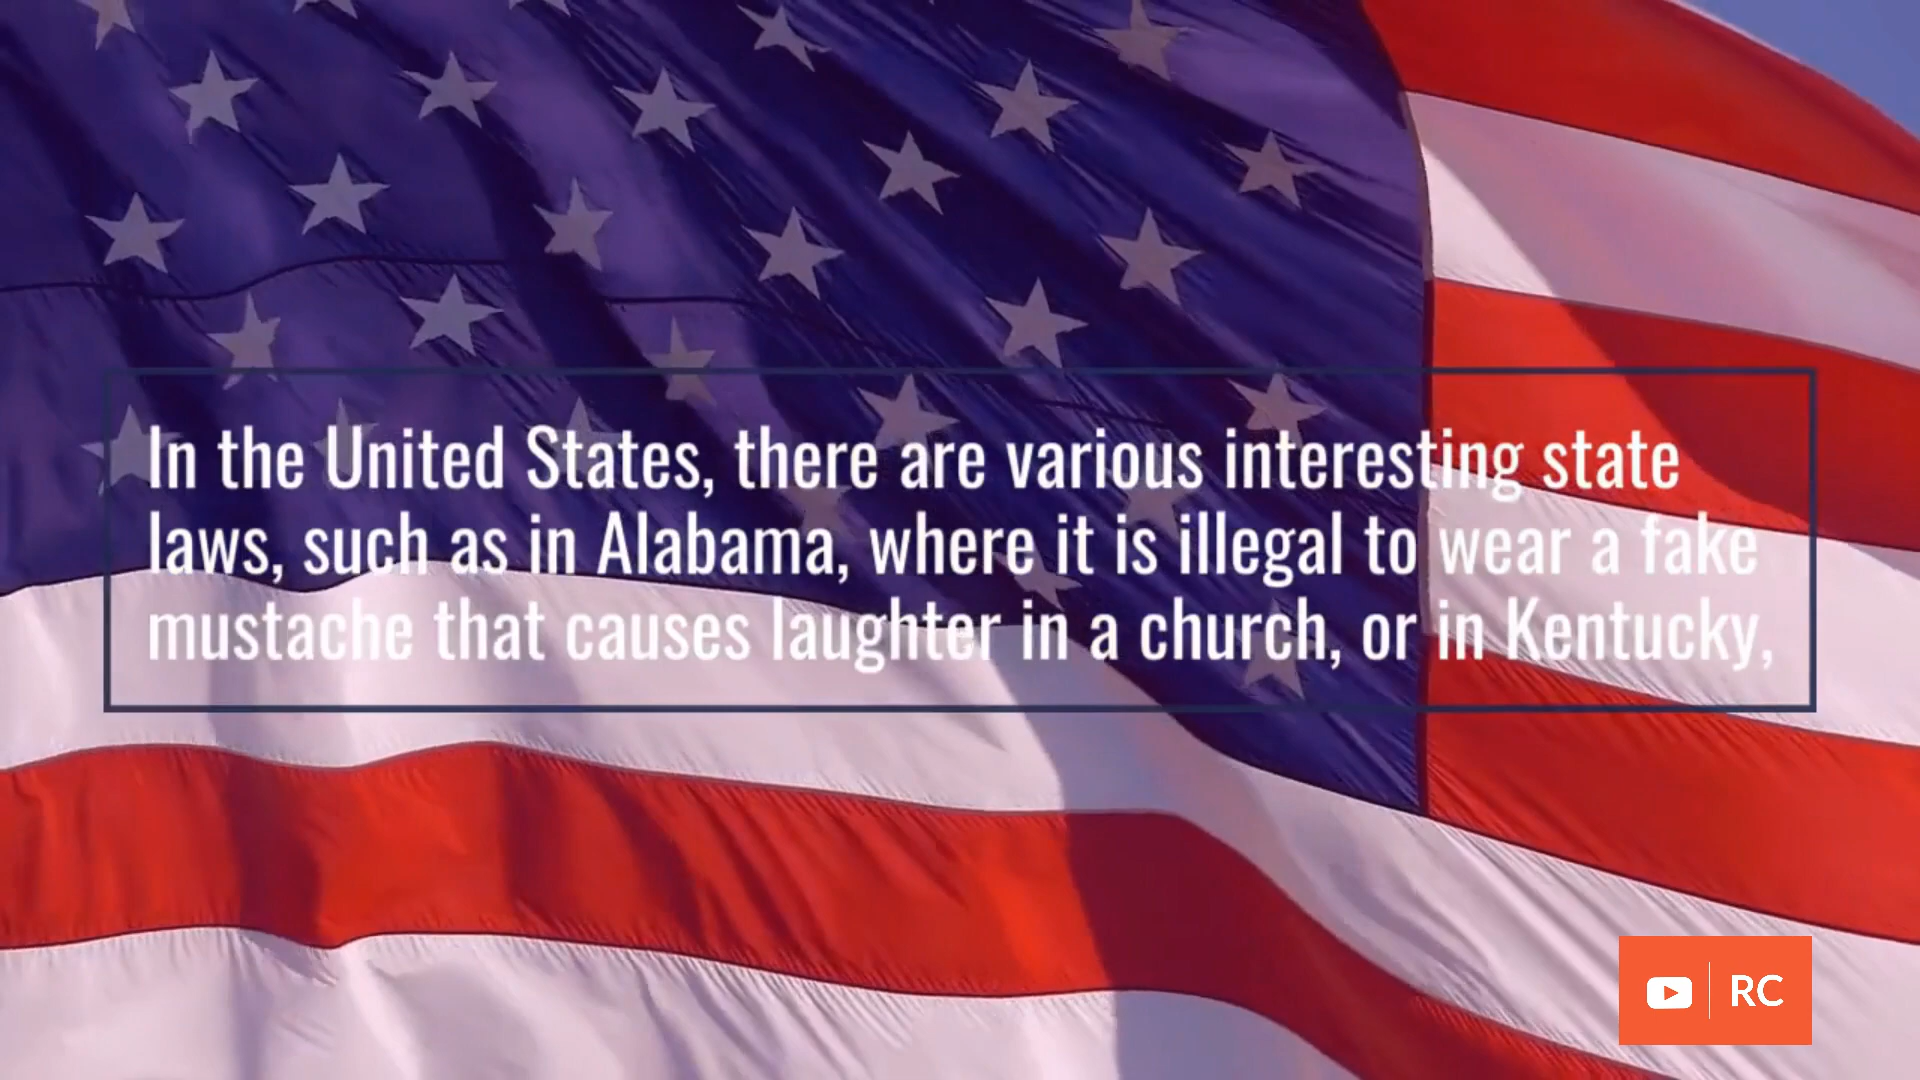 In the United States, there are various interesting state
laws, such as in Alabama, where it is illegal to wear a fake
mustache that causes laughter in a church, or in Kentucky,
RC